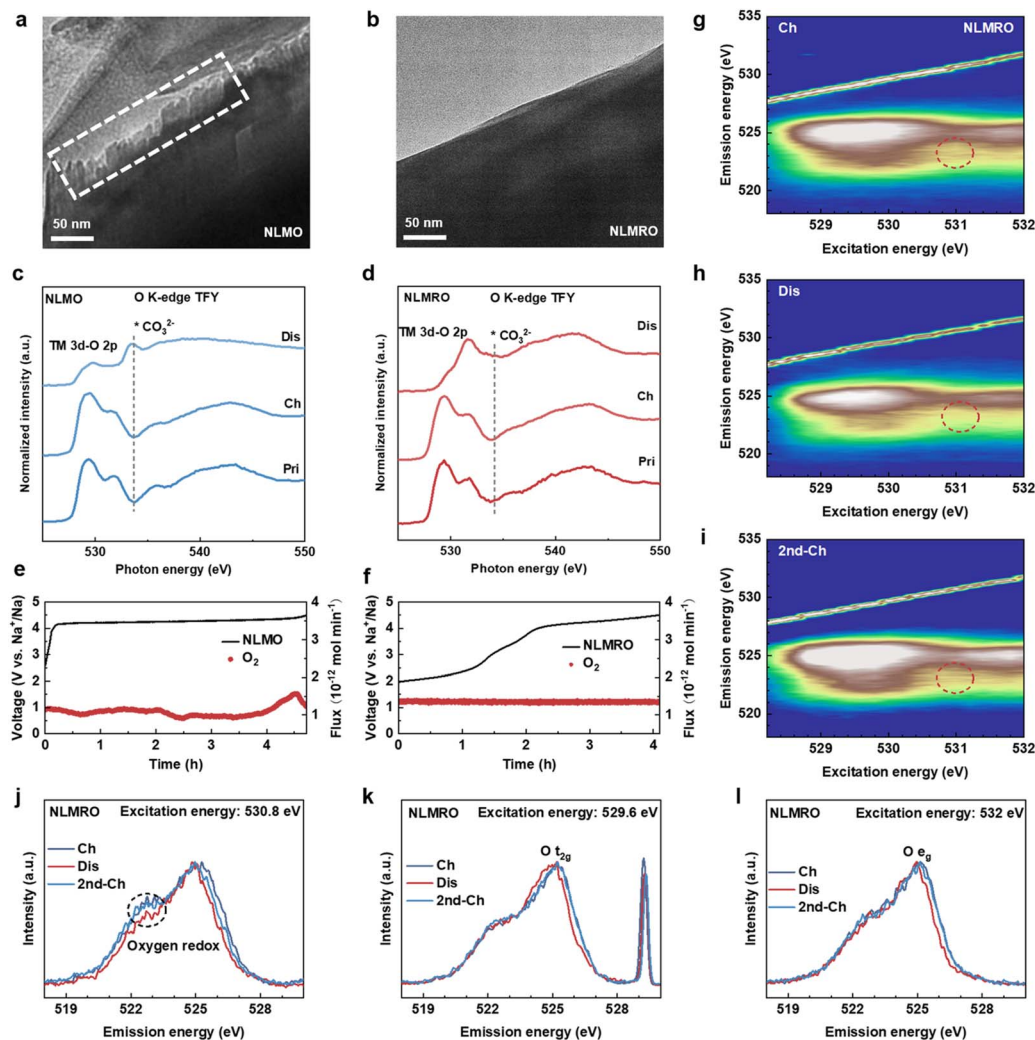 a
50 nm
NLMO
b
50 nm
NLMRO
c
NLMO
O K-edge TFY
* CO₃²⁻
TM 3d-O 2p
Dis
Ch
Pri
Normalized intensity (a.u.)
530
540
550
Photon energy (eV)
d
NLMRO
O K-edge TFY
* CO₃²⁻
TM 3d-O 2p
Dis
Ch
Pri
Normalized intensity (a.u.)
530
540
550
Photon energy (eV)
e
Voltage (V vs. Na⁺/Na)
5
4
3
2
1
0
NLMO
O₂
4
3
2
1
Flux (10⁻¹² mol min⁻¹)
0
1
2
3
4
Time (h)
f
Voltage (V vs. Na⁺/Na)
5
4
3
2
1
0
NLMRO
O₂
4
3
2
1
Flux (10⁻¹² mol min⁻¹)
0
1
2
3
4
Time (h)
g
Ch
NLMRO
Emission energy (eV)
535
530
525
520
529
530
531
532
Excitation energy (eV)
h
Dis
Emission energy (eV)
535
530
525
520
529
530
531
532
Excitation energy (eV)
i
2nd-Ch
Emission energy (eV)
535
530
525
520
529
530
531
532
Excitation energy (eV)
j
NLMRO
Excitation energy: 530.8 eV
Ch
Dis
2nd-Ch
Oxygen redox
Intensity (a.u.)
519
522
525
528
Emission energy (eV)
k
NLMRO
Excitation energy: 529.6 eV
O t₂g
Ch
Dis
2nd-Ch
Intensity (a.u.)
519
522
525
528
Emission energy (eV)
l
NLMRO
Excitation energy: 532 eV
O eg
Ch
Dis
2nd-Ch
Intensity (a.u.)
519
522
525
528
Emission energy (eV)